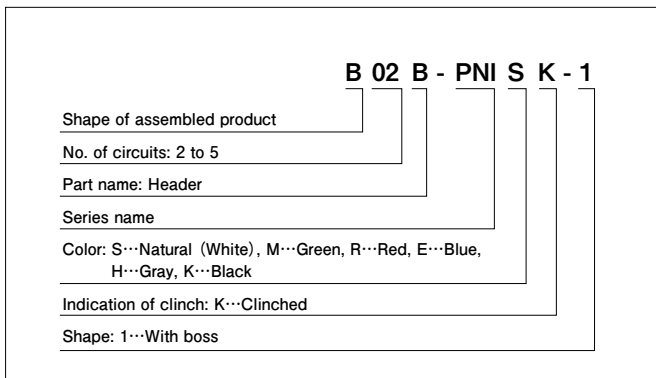 B 02 B - PNI S K - 1
Shape of assembled product
No. of circuits: 2 to 5
Part name: Header
Series name
Color: S…Natural (White), M…Green, R…Red, E…Blue,
H…Gray, K…Black
Indication of clinch: K…Clinched
Shape: 1…With boss